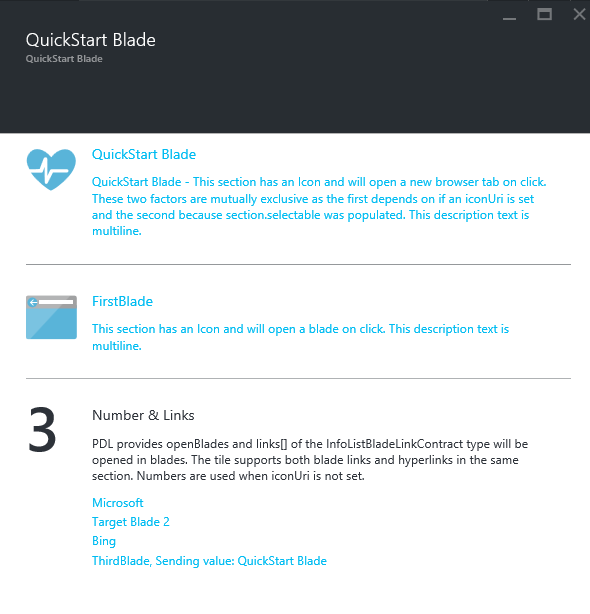 QuickStart Blade
QuickStart Blade
QuickStart Blade
QuickStart Blade - This section has an Icon and will open a new browser tab on click.
These two factors are mutually exclusive as the first depends on if an iconUri is set
and the second because section.selectable was populated. This description text is
multiline.
FirstBlade
This section has an Icon and will open a blade on click. This description text is
multiline.
3
Number & Links
PDL provides openBlades and links[] of the InfoListBladeLinkContract type will be
opened in blades. The tile supports both blade links and hyperlinks in the same
section. Numbers are used when iconUri is not set.
Microsoft
Target Blade 2
Bing
ThirdBlade, Sending value: QuickStart Blade